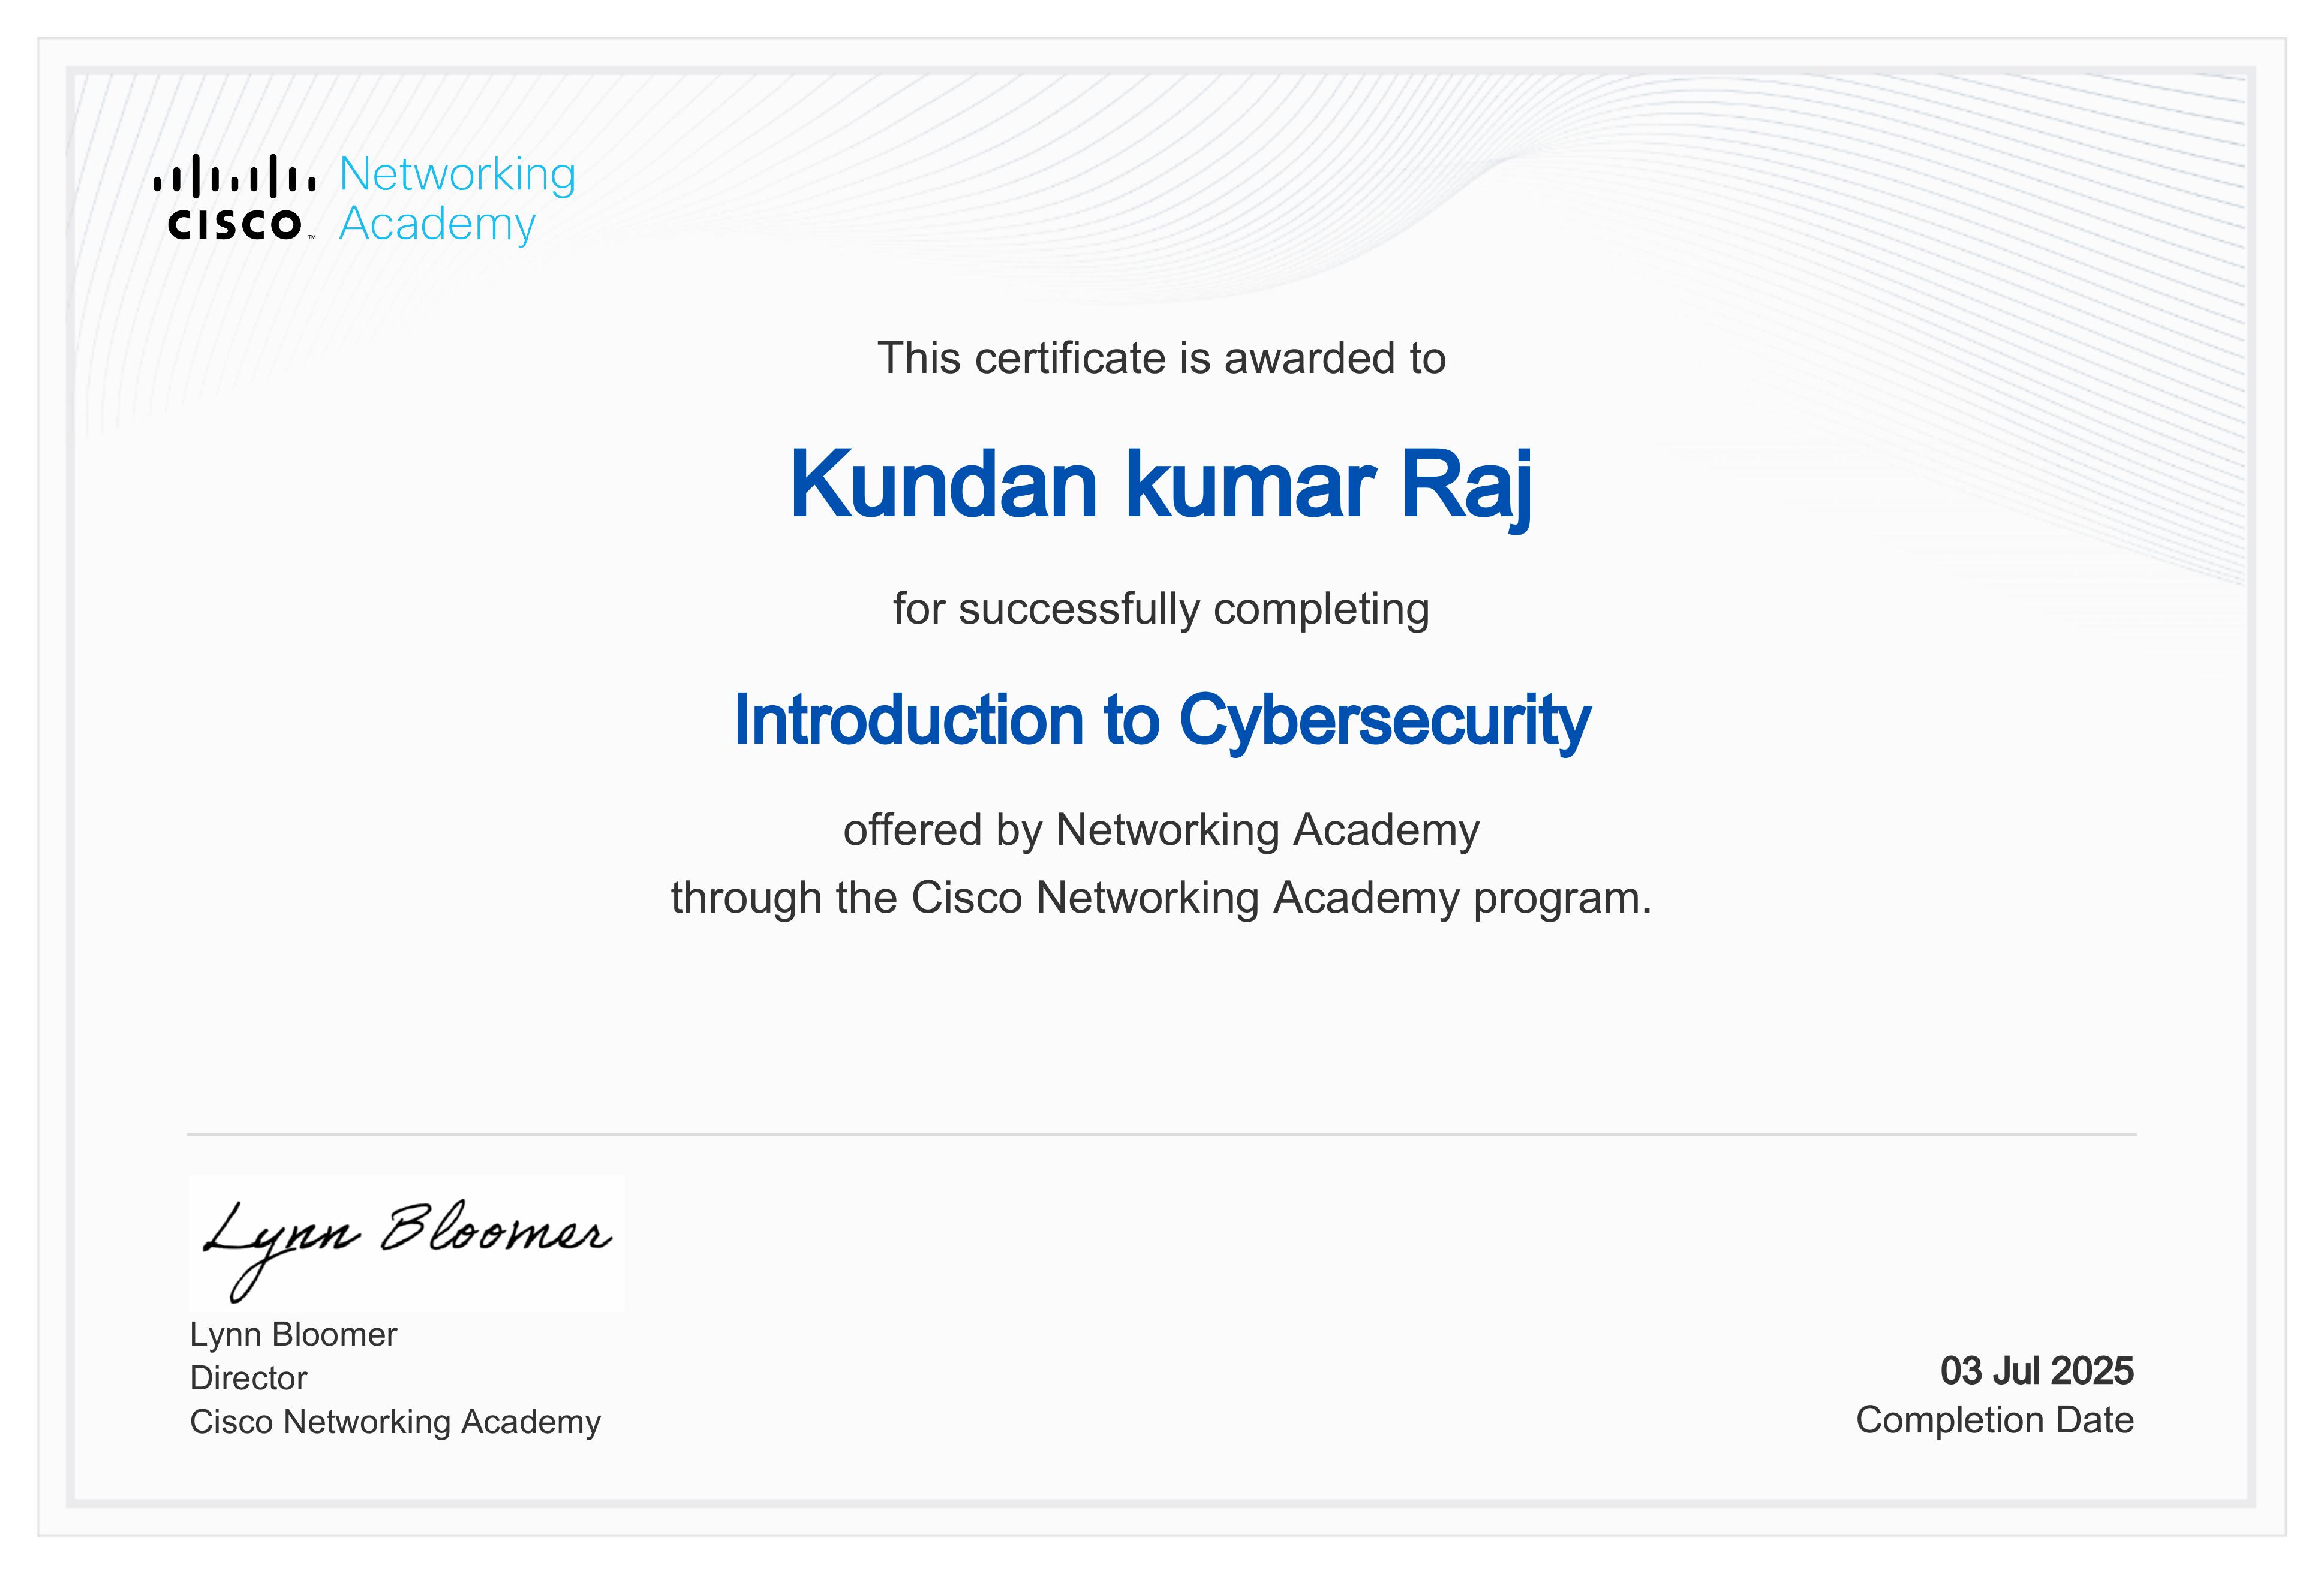 CISCO™ Networking
Academy
This certificate is awarded to
Kundan kumar Raj
for successfully completing
Introduction to Cybersecurity
offered by Networking Academy
through the Cisco Networking Academy program.
Lynn Bloomer
Lynn Bloomer
Director
Cisco Networking Academy
03 Jul 2025
Completion Date